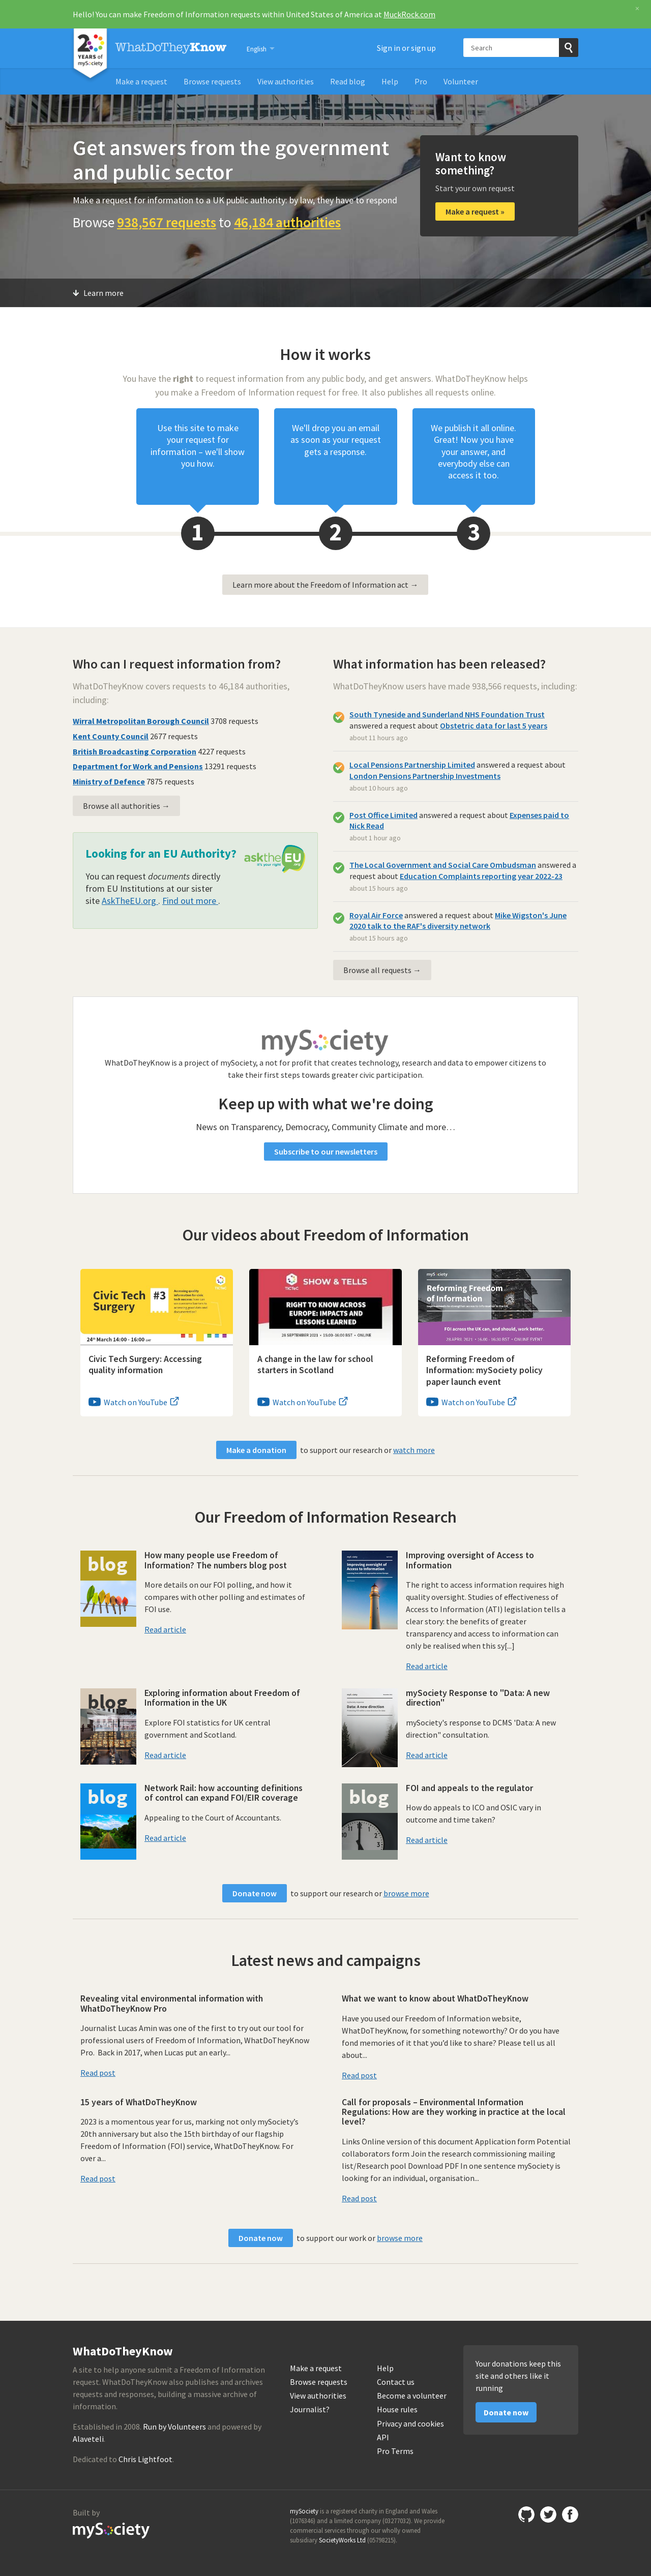 Hello! You can make Freedom of Information requests within United States of America at MuckRock.com
×
20
YEARS of
mySociety
WhatDoTheyKnow
English
Sign in or sign up
Search
Make a request
Browse requests
View authorities
Read blog
Help
Pro
Volunteer
Get answers from the government
and public sector
Make a request for information to a UK public authority: by law, they have to respond
Browse 938,567 requests to 46,184 authorities
Want to know
something?
Start your own request
Make a request »
Learn more
How it works
You have the right to request information from any public body, and get answers. WhatDoTheyKnow helps
you make a Freedom of Information request for free. It also publishes all requests online.
Use this site to make
your request for
information – we'll show
you how.
We'll drop you an email
as soon as your request
gets a response.
We publish it all online.
Great! Now you have
your answer, and
everybody else can
access it too.
1
2
3
Learn more about the Freedom of Information act →
Who can I request information from?
WhatDoTheyKnow covers requests to 46,184 authorities,
including:
Wirral Metropolitan Borough Council 3708 requests
Kent County Council 2677 requests
British Broadcasting Corporation 4227 requests
Department for Work and Pensions 13291 requests
Ministry of Defence 7875 requests
Browse all authorities →
Looking for an EU Authority?
asktheEU
it's your right
You can request documents directly
from EU Institutions at our sister
site AskTheEU.org . Find out more .
What information has been released?
WhatDoTheyKnow users have made 938,566 requests, including:
South Tyneside and Sunderland NHS Foundation Trust
answered a request about Obstetric data for last 5 years
about 11 hours ago
Local Pensions Partnership Limited answered a request about
London Pensions Partnership Investments
about 10 hours ago
Post Office Limited answered a request about Expenses paid to
Nick Read
about 1 hour ago
The Local Government and Social Care Ombudsman answered a
request about Education Complaints reporting year 2022-23
about 15 hours ago
Royal Air Force answered a request about Mike Wigston's June
2020 talk to the RAF's diversity network
about 15 hours ago
Browse all requests →
mySociety
WhatDoTheyKnow is a project of mySociety, a not for profit that creates technology, research and data to empower citizens to
take their first steps towards greater civic participation.
Keep up with what we're doing
News on Transparency, Democracy, Community Climate and more…
Subscribe to our newsletters
Our videos about Freedom of Information
Civic Tech
Surgery
#3
TICTeC
24th March 14:00 - 16:00
Civic Tech Surgery: Accessing
quality information
Watch on YouTube
TICTeC
SHOW & TELLS
RIGHT TO KNOW ACROSS
EUROPE: IMPACTS AND
LESSONS LEARNED
A change in the law for school
starters in Scotland
Watch on YouTube
mySociety
Reforming Freedom
of Information
FOI across the UK can, and should, work better.
Reforming Freedom of
Information: mySociety policy
paper launch event
Watch on YouTube
Make a donation to support our research or watch more
Our Freedom of Information Research
blog
How many people use Freedom of
Information? The numbers blog post
More details on our FOI polling, and how it
compares with other polling and estimates of
FOI use.
Read article
Improving oversight of
Access to Information
Improving oversight of Access to
Information
The right to access information requires high
quality oversight. Studies of effectiveness of
Access to Information (ATI) legislation tells a
clear story: the benefits of greater
transparency and access to information can
only be realised when this sy[...]
Read article
blog
Exploring information about Freedom of
Information in the UK
Explore FOI statistics for UK central
government and Scotland.
Read article
Data: A new direction
mySociety Response to "Data: A new
direction"
mySociety's response to DCMS 'Data: A new
direction" consultation.
Read article
blog
Network Rail: how accounting definitions
of control can expand FOI/EIR coverage
Appealing to the Court of Accountants.
Read article
blog
FOI and appeals to the regulator
How do appeals to ICO and OSIC vary in
outcome and time taken?
Read article
Donate now to support our research or browse more
Latest news and campaigns
Revealing vital environmental information with
WhatDoTheyKnow Pro
Journalist Lucas Amin was one of the first to try out our tool for
professional users of Freedom of Information, WhatDoTheyKnow
Pro. Back in 2017, when Lucas put an early...
Read post
What we want to know about WhatDoTheyKnow
Have you used our Freedom of Information website,
WhatDoTheyKnow, for something noteworthy? Or do you have
fond memories of it that you'd like to share? Please tell us all
about...
Read post
15 years of WhatDoTheyKnow
2023 is a momentous year for us, marking not only mySociety's
20th anniversary but also the 15th birthday of our flagship
Freedom of Information (FOI) service, WhatDoTheyKnow. For
over a...
Read post
Call for proposals – Environmental Information
Regulations: How are they working in practice at the local
level?
Links Online version of this document Application form Potential
collaborators form Join the research commissioning mailing
list/Research pool Download PDF In one sentence mySociety is
looking for an individual, organisation...
Read post
Donate now to support our work or browse more
WhatDoTheyKnow
A site to help anyone submit a Freedom of Information
request. WhatDoTheyKnow also publishes and archives
requests and responses, building a massive archive of
information.
Established in 2008. Run by Volunteers and powered by
Alaveteli.
Dedicated to Chris Lightfoot.
Make a request
Browse requests
View authorities
Journalist?
Help
Contact us
Become a volunteer
House rules
Privacy and cookies
API
Pro Terms
Your donations keep this
site and others like it
running
Donate now
Built by
mySociety
mySociety is a registered charity in England and Wales
(1076346) and a limited company (03277032). We provide
commercial services through our wholly owned
subsidiary SocietyWorks Ltd (05798215).